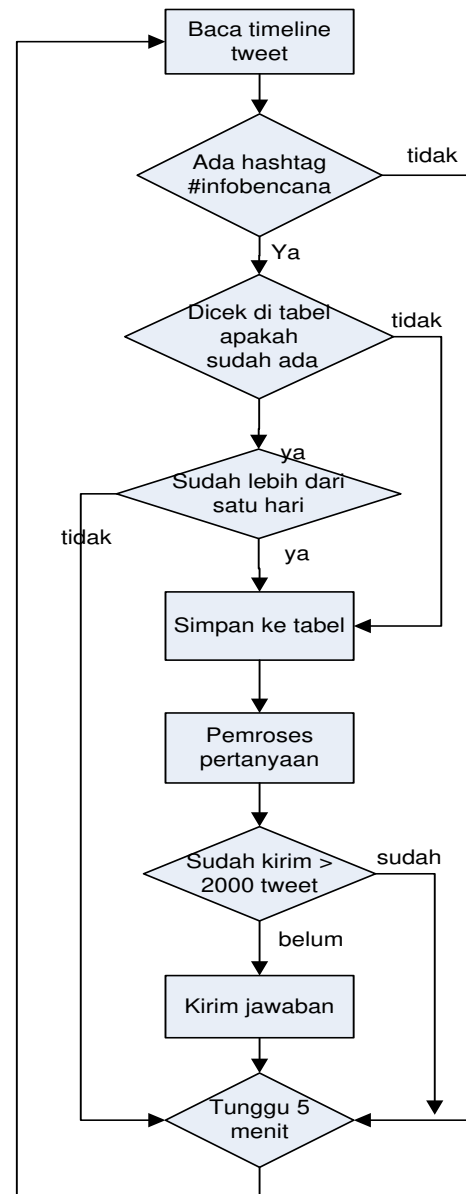 Baca timeline
tweet
Ada hashtag
#infobencana
tidak
Ya
Dicek di tabel
apakah
sudah ada
tidak
ya
Sudah lebih dari
satu hari
tidak
ya
Simpan ke tabel
Pemroses
pertanyaan
Sudah kirim >
2000 tweet
sudah
belum
Kirim jawaban
Tunggu 5
menit